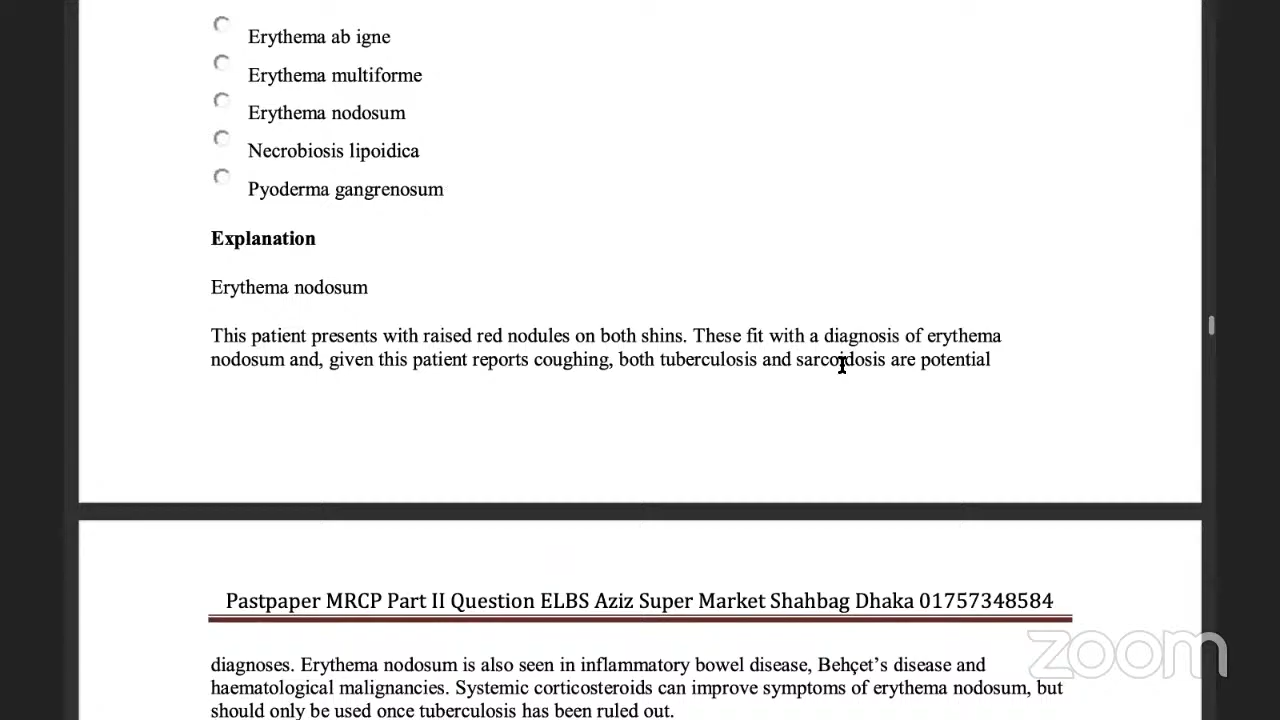 Erythema ab igne
Erythema multiforme
Erythema nodosum
Necrobiosis lipoidica
Pyoderma gangrenosum
Explanation
Erythema nodosum
This patient presents with raised red nodules on both shins. These fit with a diagnosis of erythema
nodosum and, given this patient reports coughing, both tuberculosis and sarcoidosis are potential
Pastpaper MRCP Part II Question ELBS Aziz Super Market Shahbag Dhaka 01757348584
diagnoses. Erythema nodosum is also seen in inflammatory bowel disease, Behçet’s disease and
haematological malignancies. Systemic corticosteroids can improve symptoms of erythema nodosum, but
should only be used once tuberculosis has been ruled out.
zoom